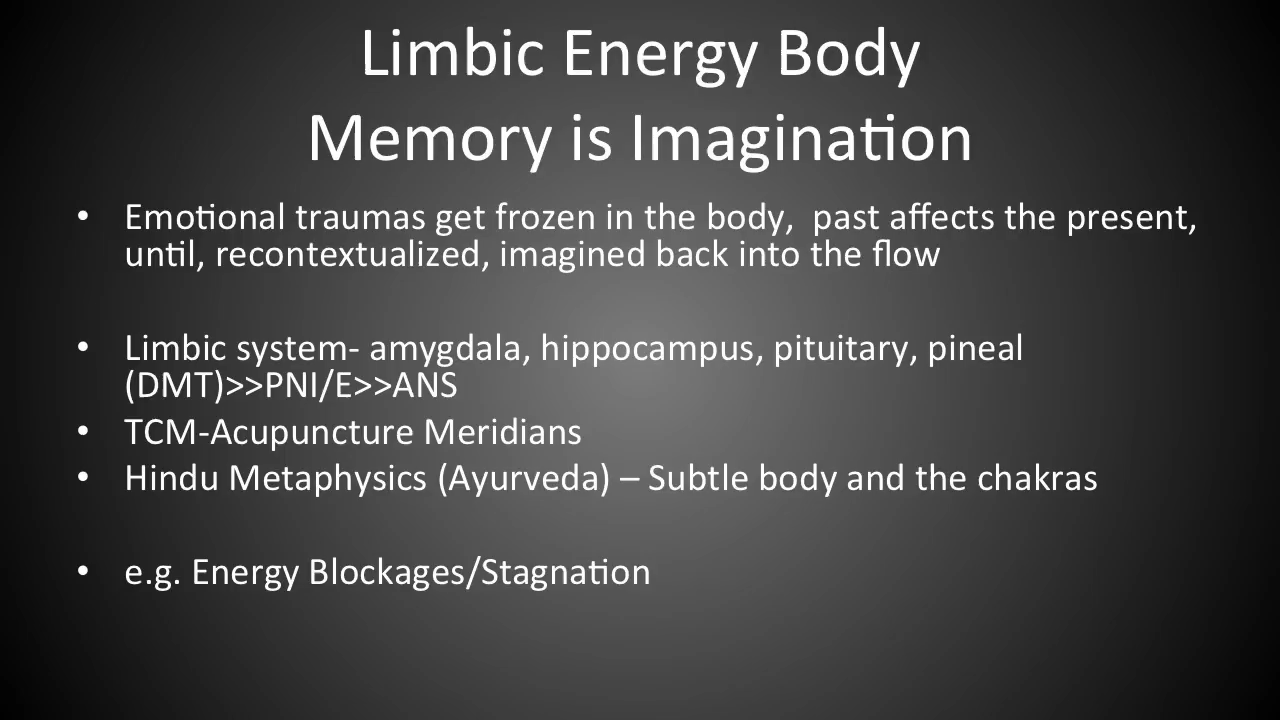 Limbic Energy Body
Memory is Imagination
• Emotional traumas get frozen in the body,  past affects the present,
until, recontextualized, imagined back into the flow
• Limbic system- amygdala, hippocampus, pituitary, pineal
(DMT)>>PNI/E>>ANS
• TCM-Acupuncture Meridians
• Hindu Metaphysics (Ayurveda) – Subtle body and the chakras
• e.g. Energy Blockages/Stagnation